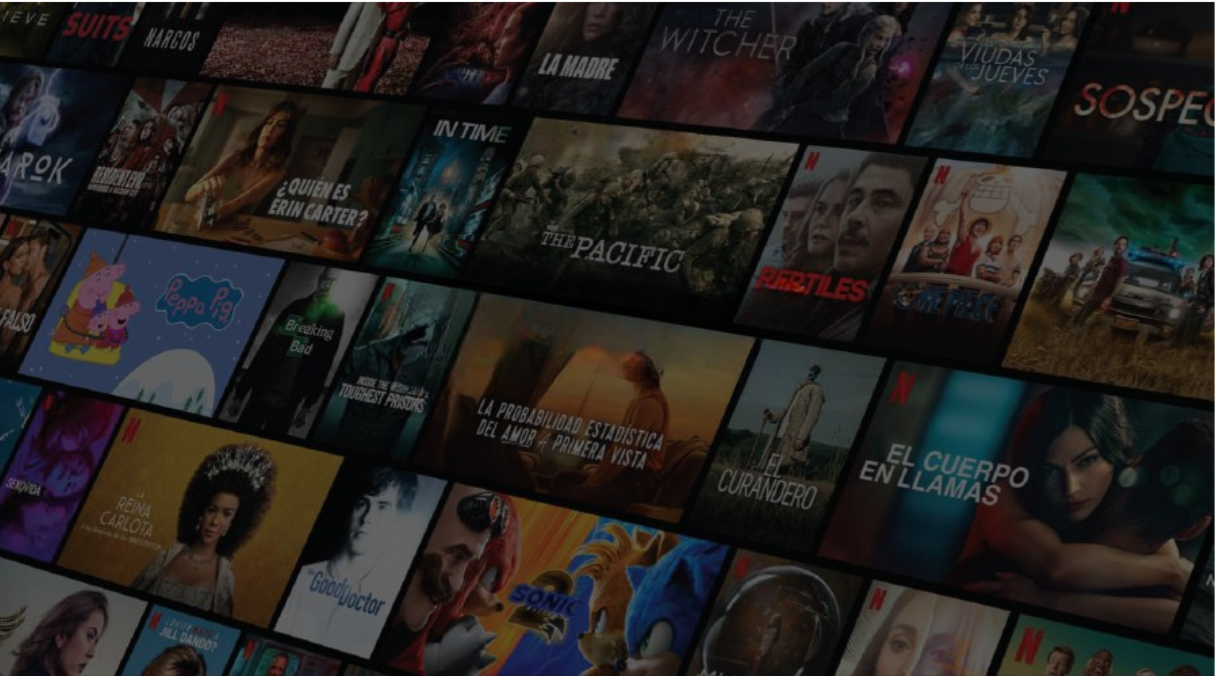 IEVE
SUITS
NARCOS
LA MADRE
THE
WITCHER
VIUDAS
JUEVES
SOSPEC
AROK
RESIDENT EVIL
¿QUIÉN ES
ERIN CARTER?
IN TIME
THE PACIFIC
REPTILES
ONE PIECE
FALSO
Peppa Pig
Breaking
Bad
INSIDE THE WORLD'S
TOUGHEST PRISONS
LA PROBABILIDAD ESTADÍSTICA
DEL AMOR A PRIMERA VISTA
EL
CURANDERO
EL CUERPO
EN LLAMAS
SEXO/VIDA
LA
REINA
CARLOTA
the
Good Doctor
SONIC
2
¿QUIÉN MATÓ A
JILL DANDO?